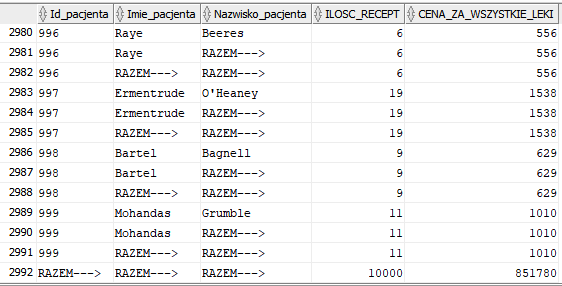 Id_pacjenta Imie_pacjenta Nazwisko_pacjenta ILOSC_RECEPT CENA_ZA_WSZYSTKIE_LEKI
2980 996 Raye Beeres 6 556
2981 996 Raye RAZEM---> 6 556
2982 996 RAZEM---> RAZEM---> 6 556
2983 997 Ermentrude O'Heaney 19 1538
2984 997 Ermentrude RAZEM---> 19 1538
2985 997 RAZEM---> RAZEM---> 19 1538
2986 998 Bartel Bagnell 9 629
2987 998 Bartel RAZEM---> 9 629
2988 998 RAZEM---> RAZEM---> 9 629
2989 999 Mohandas Grumble 11 1010
2990 999 Mohandas RAZEM---> 11 1010
2991 999 RAZEM---> RAZEM---> 11 1010
2992 RAZEM---> RAZEM---> RAZEM---> 10000 851780